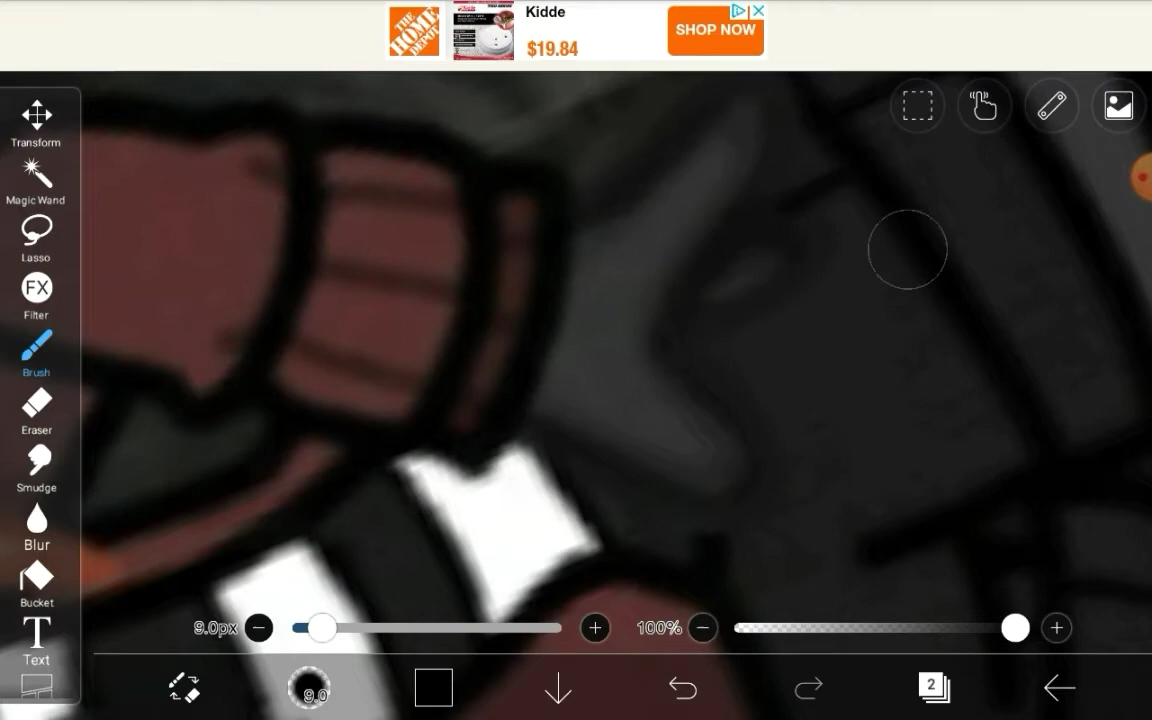 THE
HOME
DEPOT
Kidde
$19.84
SHOP NOW
Transform
Magic Wand
Lasso
FX
Filter
Brush
Eraser
Smudge
Blur
Bucket
T
Text
9.0px
100%
9.0
2